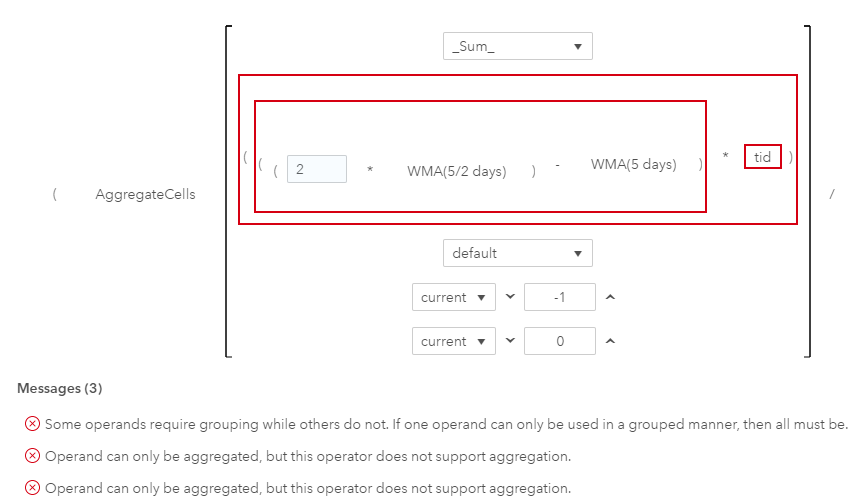 _Sum_
( AggregateCells ( ( ( 2 * WMA(5/2 days) ) - WMA(5 days) ) * tid ) /
default
current -1
current 0
Messages (3)
Some operands require grouping while others do not. If one operand can only be used in a grouped manner, then all must be.
Operand can only be aggregated, but this operator does not support aggregation.
Operand can only be aggregated, but this operator does not support aggregation.